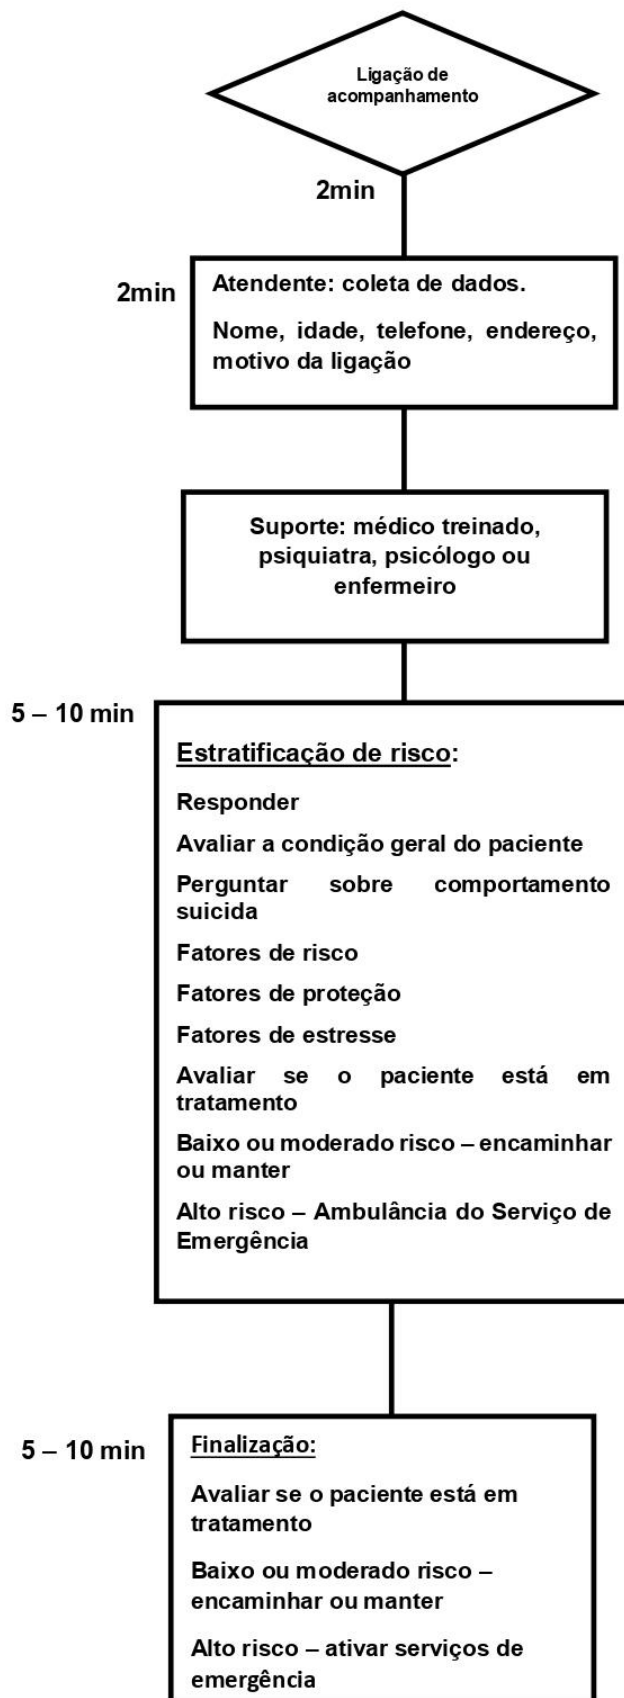 Ligação de
acompanhamento
2min
2min
Atendente: coleta de dados.
Nome, idade, telefone, endereço,
motivo da ligação
Suporte: médico treinado,
psiquiatra, psicólogo ou
enfermeiro
5 – 10 min
Estratificação de risco:
Responder
Avaliar a condição geral do paciente
Perguntar sobre comportamento
suicida
Fatores de risco
Fatores de proteção
Fatores de estresse
Avaliar se o paciente está em
tratamento
Baixo ou moderado risco – encaminhar
ou manter
Alto risco – Ambulância do Serviço de
Emergência
5 – 10 min
Finalização:
Avaliar se o paciente está em
tratamento
Baixo ou moderado risco –
encaminhar ou manter
Alto risco – ativar serviços de
emergência